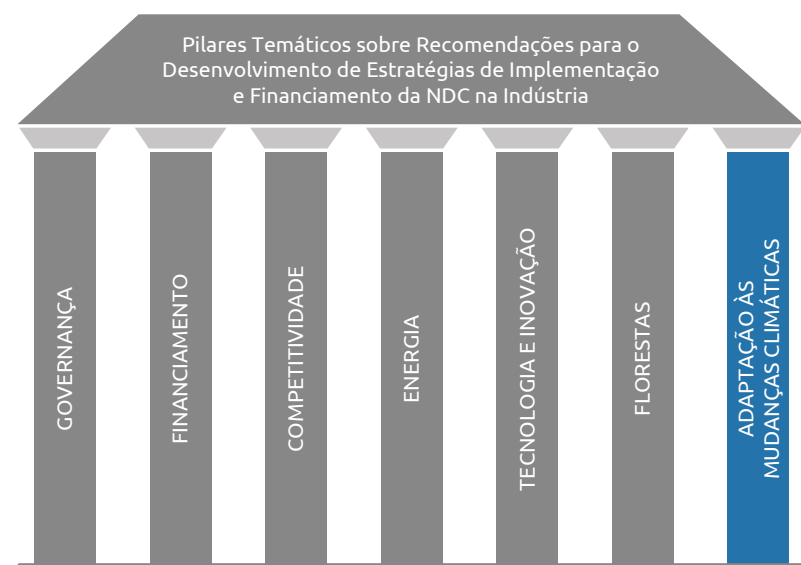 Pilares Temáticos sobre Recomendações para o
Desenvolvimento de Estratégias de Implementação
e Financiamento da NDC na Indústria
GOVERNANÇA
FINANCIAMENTO
COMPETITIVIDADE
ENERGIA
TECNOLOGIA E INOVAÇÃO
FLORESTAS
ADAPTAÇÃO ÀS
MUDANÇAS CLIMÁTICAS